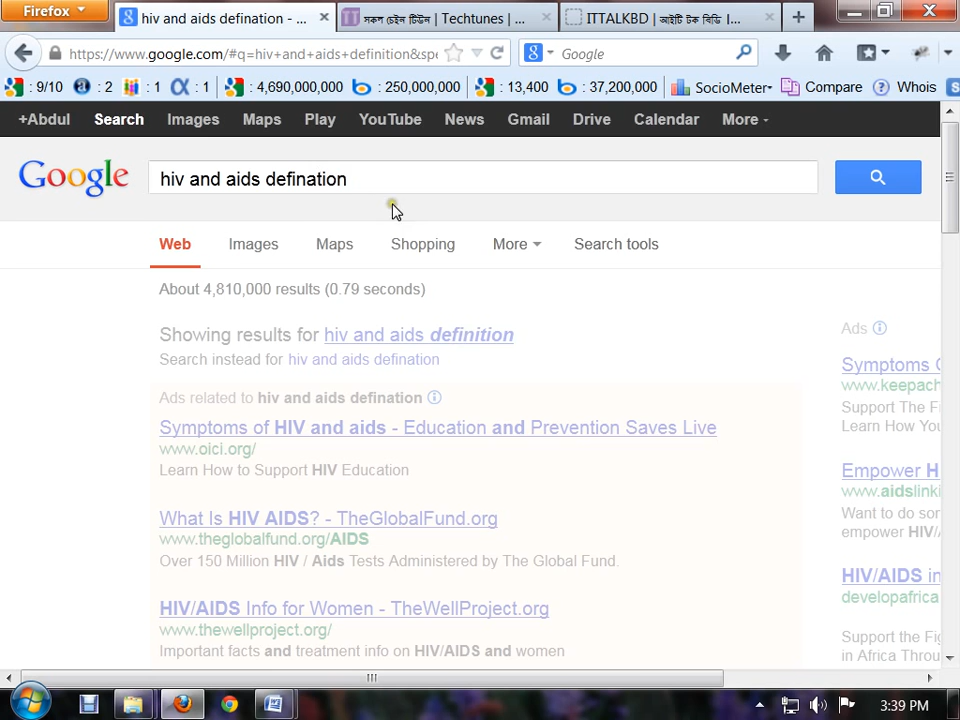 Firefox
hiv and aids defination - ...
সকল চেইন টিউন | Techtunes | ...
ITTALKBD | আইটি টক বিডি |...
https://www.google.com/#q=hiv+and+aids+definition&spe
Google
: 9/10 : 2 : 1 : 1 : 4,690,000,000 : 250,000,000 : 13,400 : 37,200,000 SocioMeter Compare Whois
+Abdul Search Images Maps Play YouTube News Gmail Drive Calendar More
Google
hiv and aids defination
Web Images Maps Shopping More Search tools
About 4,810,000 results (0.79 seconds)
Showing results for hiv and aids definition
Search instead for hiv and aids defination
Ads related to hiv and aids defination
Symptoms of HIV and aids - Education and Prevention Saves Live
www.oici.org/
Learn How to Support HIV Education
What Is HIV AIDS? - TheGlobalFund.org
www.theglobalfund.org/AIDS
Over 150 Million HIV / Aids Tests Administered by The Global Fund.
HIV/AIDS Info for Women - TheWellProject.org
www.thewellproject.org/
Important facts and treatment info on HIV/AIDS and women
Ads
Symptoms
www.keepach
Support The Fi
Learn How You
Empower H
www.aidslinki
Want to do son
empower HIV/
HIV/AIDS in
developafrica
Support the Fig
in Africa Throu
3:39 PM